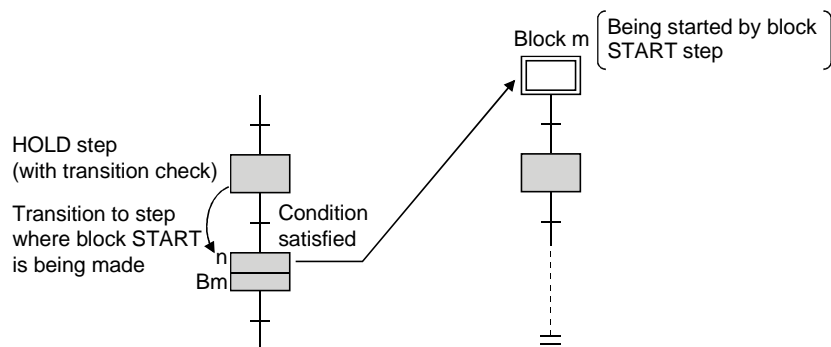 Block m
Being started by block
START step
HOLD step
(with transition check)
Transition to step
where block START
is being made
Condition
satisfied
n
Bm